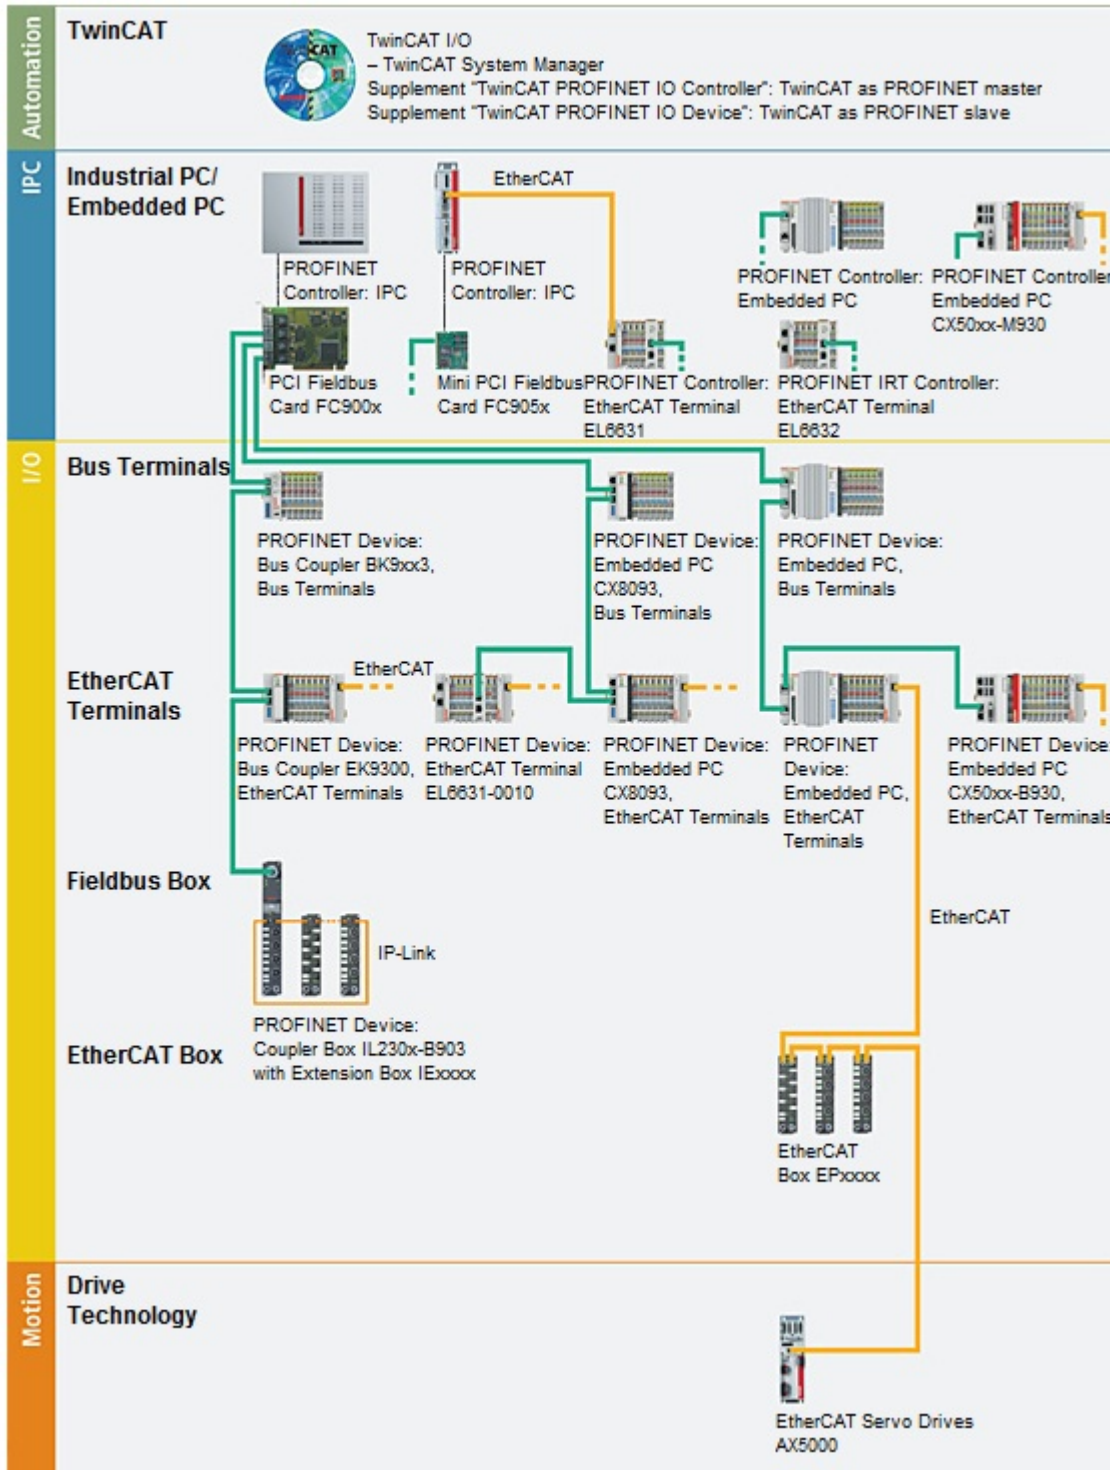 Automation
TwinCAT
TwinCAT I/O
– TwinCAT System Manager
Supplement "TwinCAT PROFINET IO Controller": TwinCAT as PROFINET master
Supplement "TwinCAT PROFINET IO Device": TwinCAT as PROFINET slave
IPC
Industrial PC/
Embedded PC
EtherCAT
PROFINET
Controller: IPC
PROFINET
Controller: IPC
PROFINET Controller:
Embedded PC
PROFINET Controller
Embedded PC
CX50xx-M930
PCI Fieldbus
Card FC900x
Mini PCI Fieldbus
Card FC905x
PROFINET Controller:
EtherCAT Terminal
EL6631
PROFINET IRT Controller:
EtherCAT Terminal
EL6632
I/O
Bus Terminals
PROFINET Device:
Bus Coupler BK9xx3,
Bus Terminals
PROFINET Device:
Embedded PC
CX8093,
Bus Terminals
PROFINET Device:
Embedded PC,
Bus Terminals
EtherCAT
Terminals
EtherCAT
PROFINET Device:
Bus Coupler EK9300,
EtherCAT Terminals
PROFINET Device:
EtherCAT Terminal
EL6631-0010
PROFINET Device:
Embedded PC
CX8093,
EtherCAT Terminals
PROFINET
Device:
Embedded PC,
EtherCAT
Terminals
PROFINET Device:
Embedded PC
CX50xx-B930,
EtherCAT Terminals
Fieldbus Box
IP-Link
EtherCAT
PROFINET Device:
Coupler Box IL230x-B903
with Extension Box IExxxx
EtherCAT Box
EtherCAT
Box EPxxxx
Motion
Drive
Technology
EtherCAT Servo Drives
AX5000